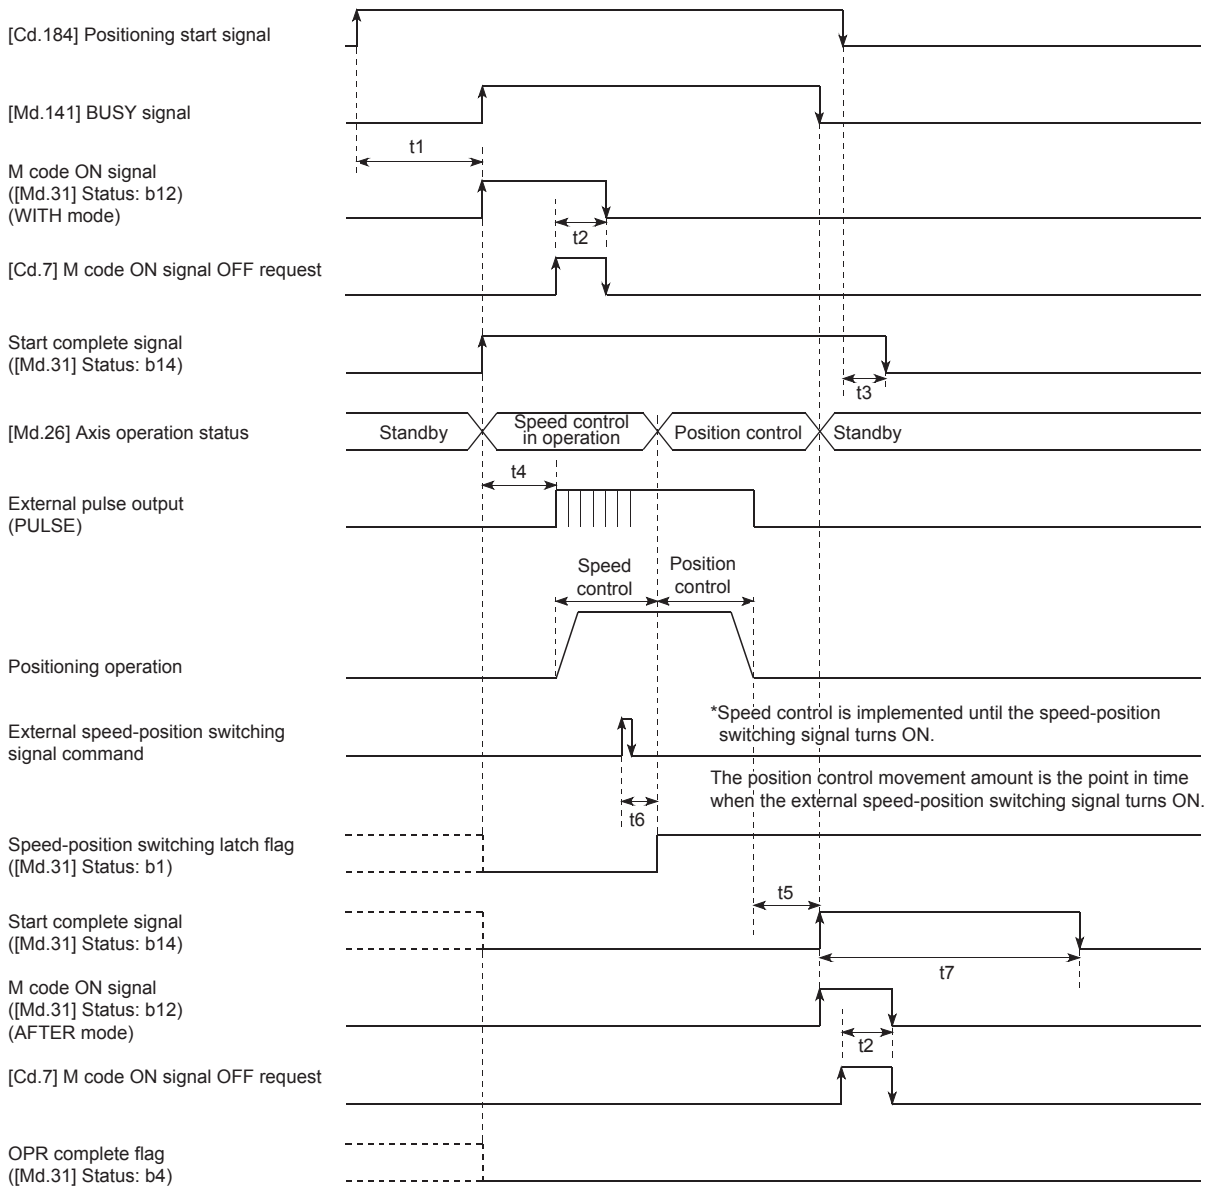 [Cd.184] Positioning start signal
[Md.141] BUSY signal
t1
M code ON signal
([Md.31] Status: b12)
(WITH mode)
t2
[Cd.7] M code ON signal OFF request
Start complete signal
([Md.31] Status: b14)
t3
[Md.26] Axis operation status
Standby
Speed control
in operation
Position control
Standby
t4
External pulse output
(PULSE)
Speed
control
Position
control
Positioning operation
External speed-position switching
signal command
*Speed control is implemented until the speed-position
switching signal turns ON.
The position control movement amount is the point in time
when the external speed-position switching signal turns ON.
t6
Speed-position switching latch flag
([Md.31] Status: b1)
t5
Start complete signal
([Md.31] Status: b14)
t7
M code ON signal
([Md.31] Status: b12)
(AFTER mode)
t2
[Cd.7] M code ON signal OFF request
OPR complete flag
([Md.31] Status: b4)